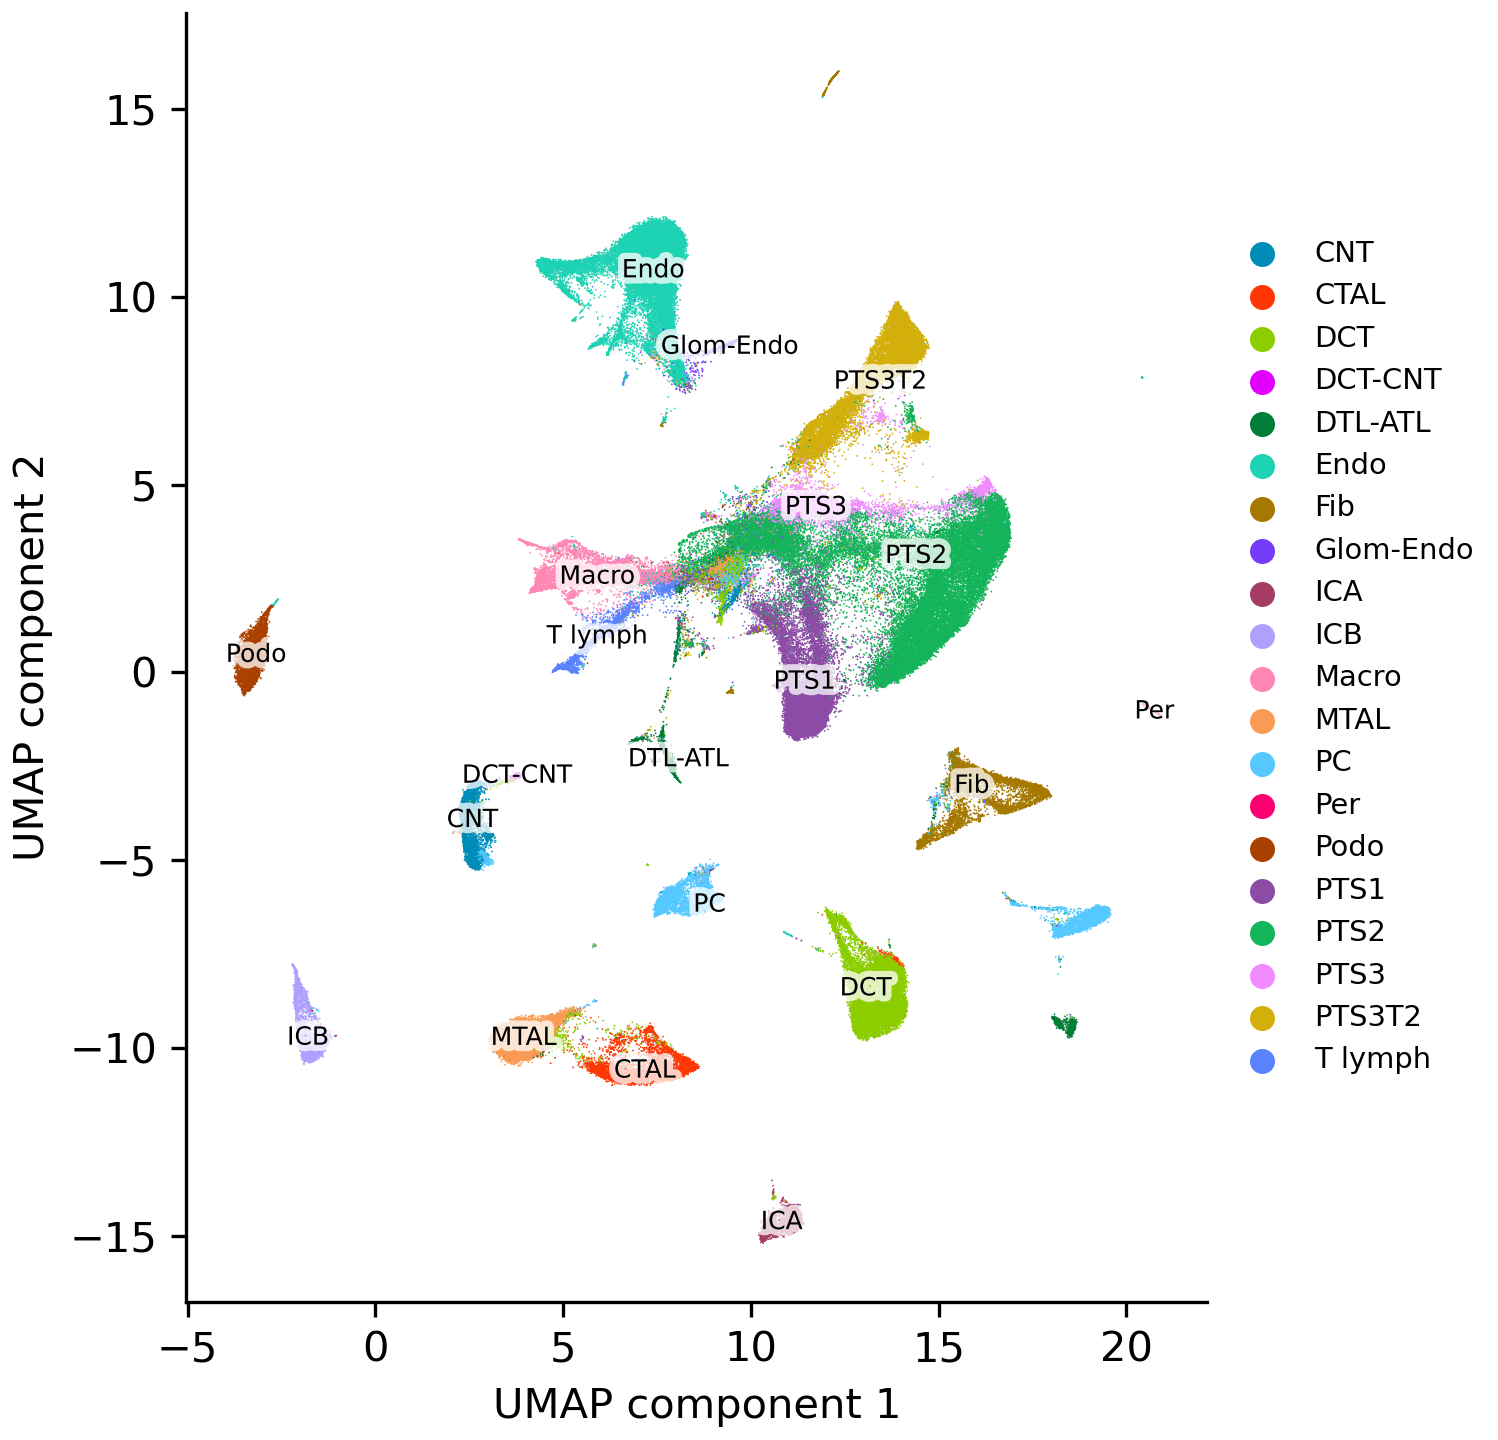 15
10
5
0
−5
−10
−15
−5
0
5
10
15
20
UMAP component 1
UMAP component 2
Endo
Glom-Endo
PTS3T2
PTS3
PTS2
Macro
T lymph
Podo
PTS1
Per
DTL-ATL
DCT-CNT
Fib
CNT
PC
DCT
ICB
MTAL
CTAL
ICA
CNT
CTAL
DCT
DCT-CNT
DTL-ATL
Endo
Fib
Glom-Endo
ICA
ICB
Macro
MTAL
PC
Per
Podo
PTS1
PTS2
PTS3
PTS3T2
T lymph